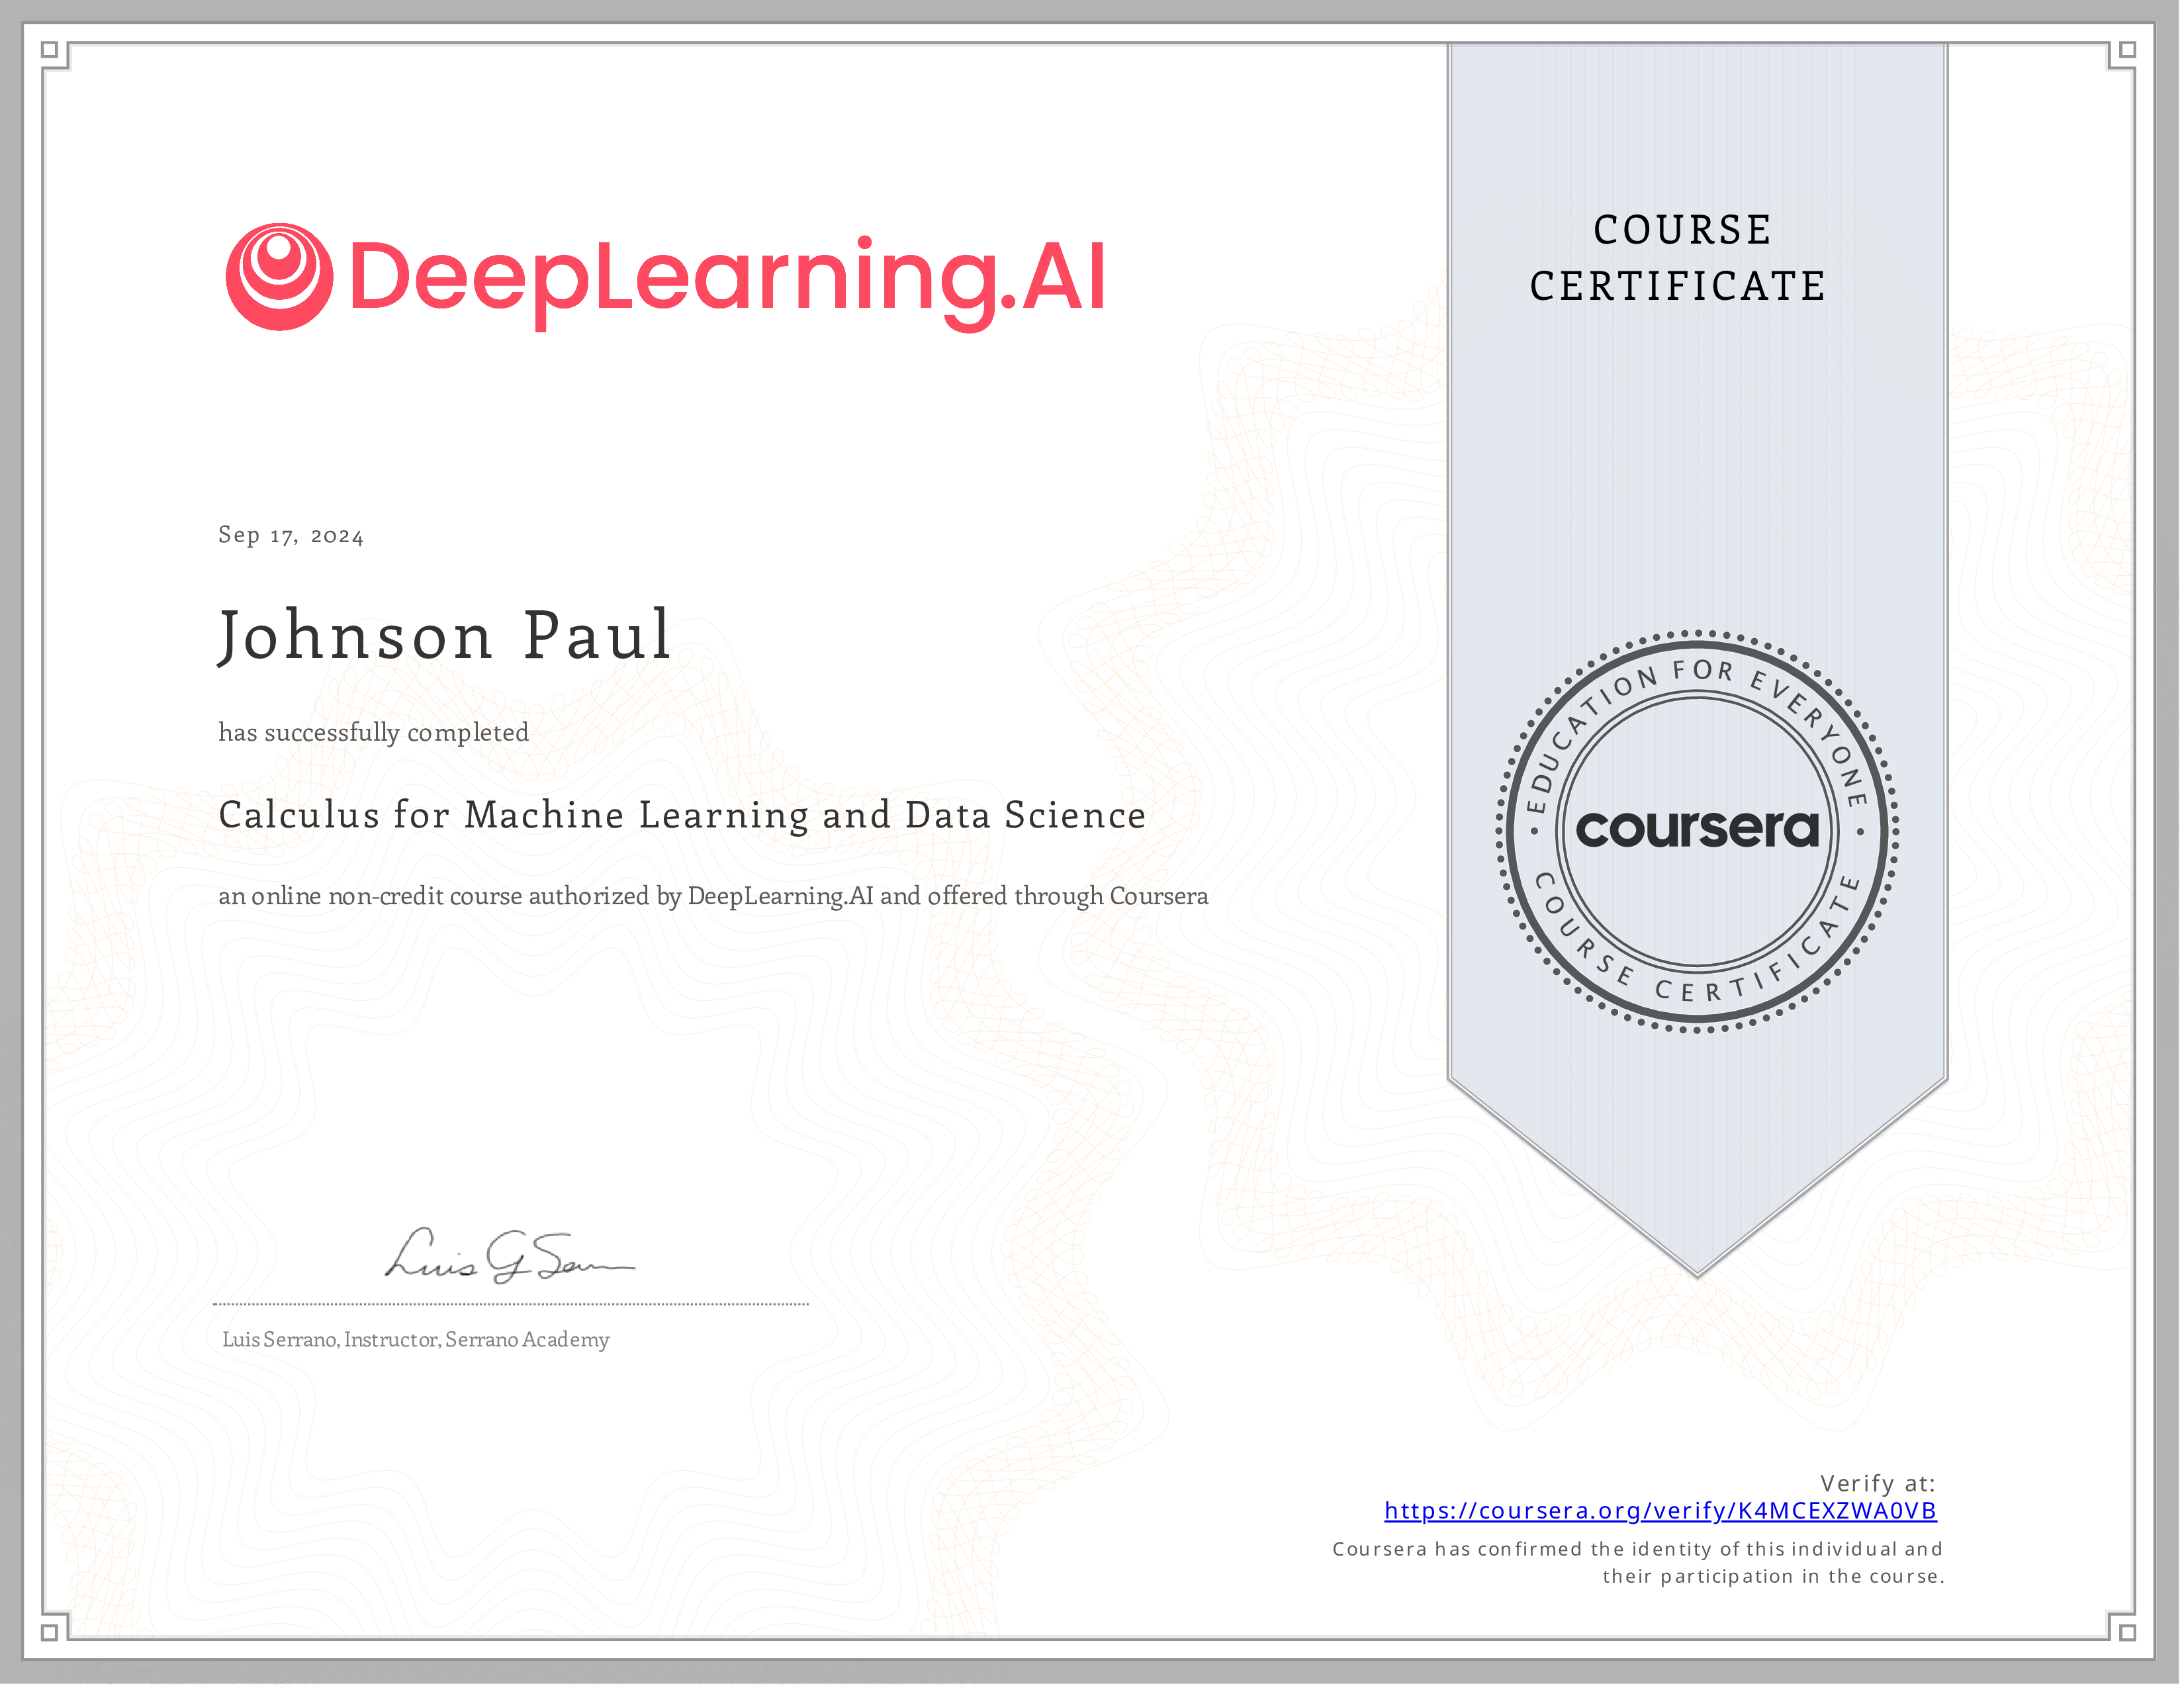 DeepLearning.AI
COURSE
CERTIFICATE
Sep 17, 2024
Johnson Paul
has successfully completed
Calculus for Machine Learning and Data Science
an online non-credit course authorized by DeepLearning.AI and offered through Coursera
EDUCATION FOR EVERYONE
coursera
COURSE CERTIFICATE
Luis G Serr
Luis Serrano, Instructor, Serrano Academy
Verify at:
https://coursera.org/verify/K4MCEXZWA0VB
Coursera has confirmed the identity of this individual and
their participation in the course.